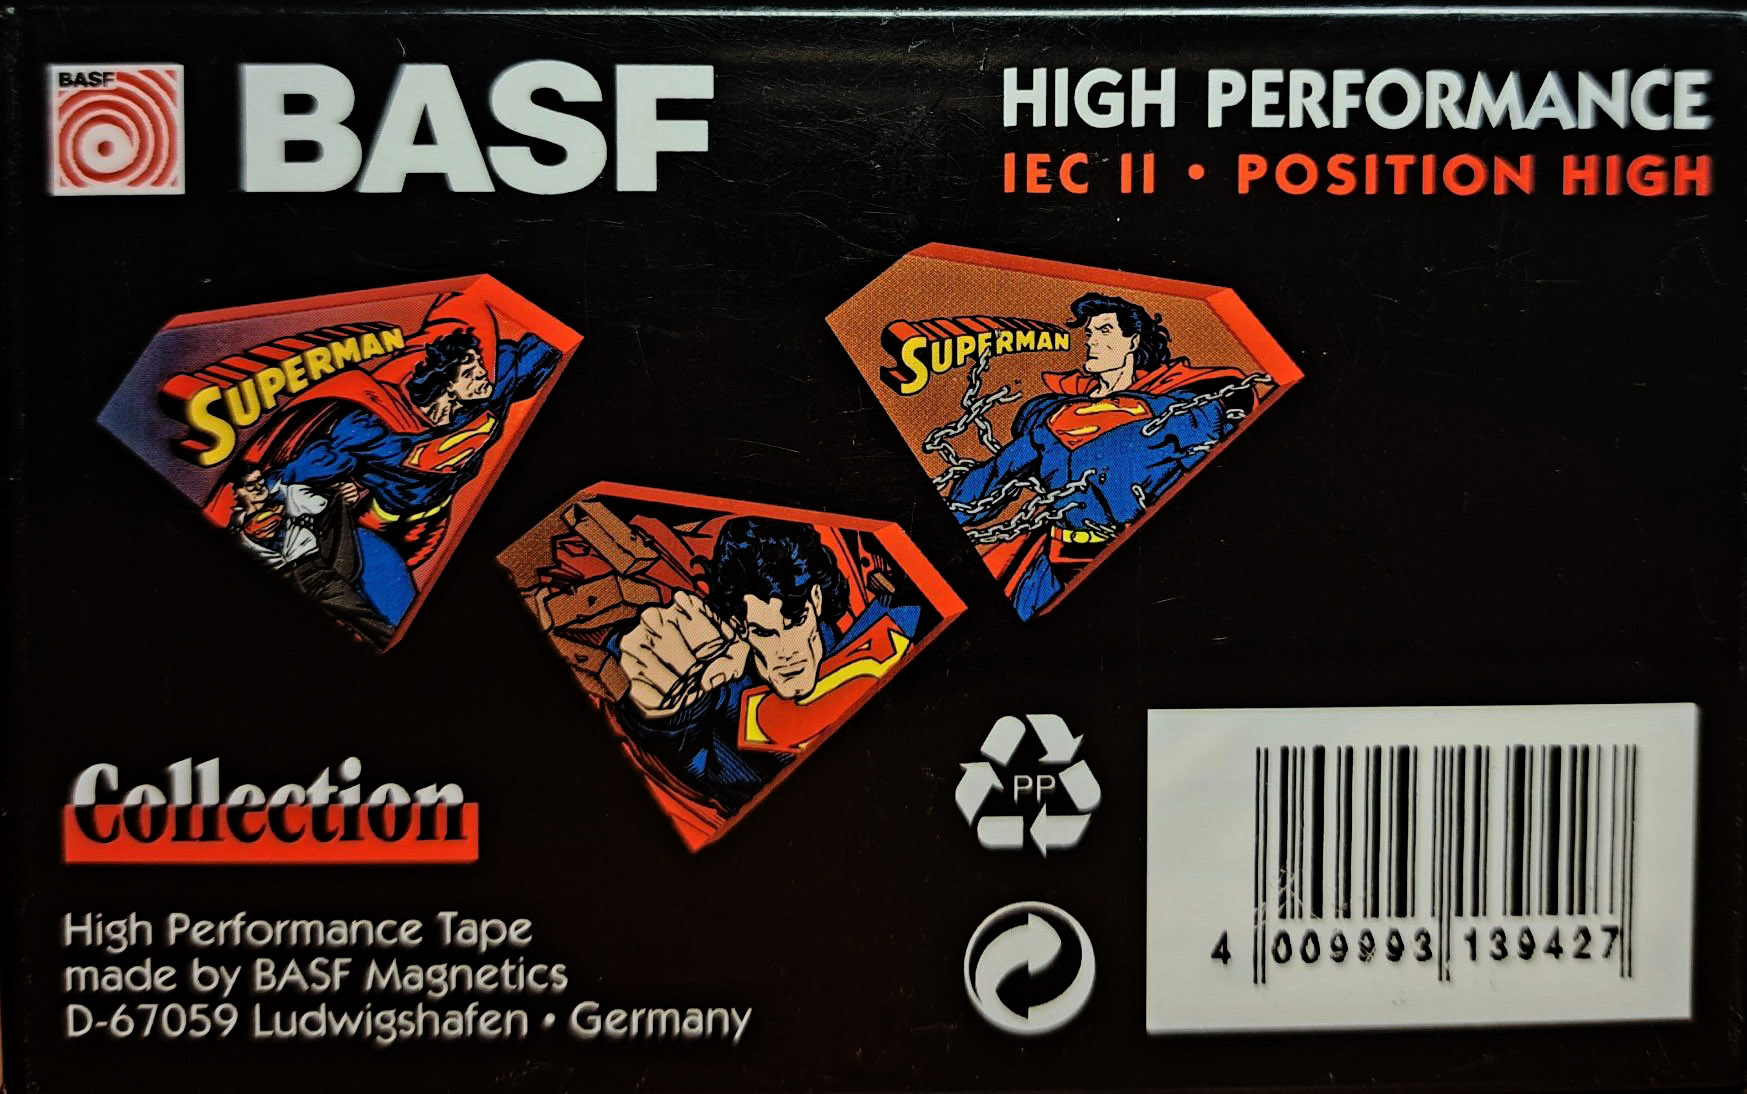 BASF
BASF
HIGH PERFORMANCE
IEC II • POSITION HIGH
SUPERMAN
SUPERMAN
PP
Collection
High Performance Tape
made by BASF Magnetics
D-67059 Ludwigshafen • Germany
4 009993 139427